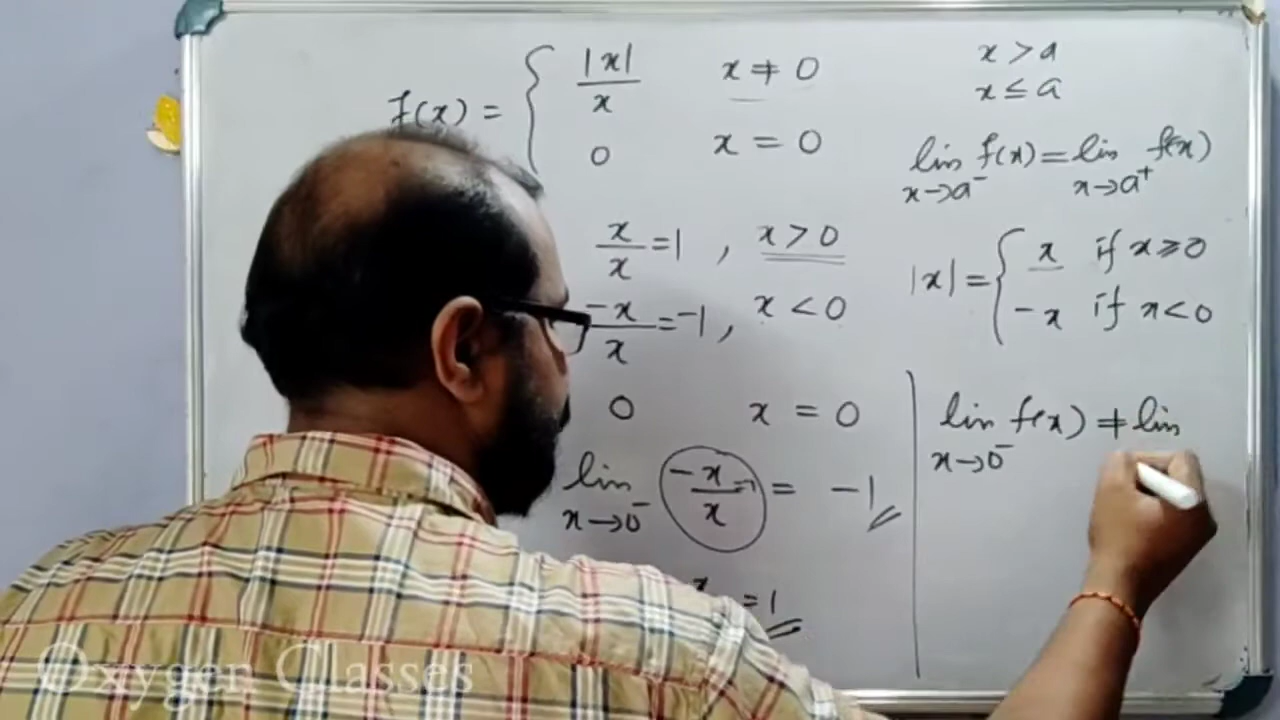 f(x) = { |x|/x x ≠ 0
0 x = 0
x/x = 1 , x > 0
-x/x = -1 , x < 0
0 x = 0
lim x→0⁻ -x/x -1 = -1
x = 1
x > a
x ≤ a
lim x→a⁻ f(x) = lim x→a⁺ f(x)
|x| = { x if x ≥ 0
-x if x < 0
lim x→0⁻ f(x) ≠ lim
Oxygen Classes